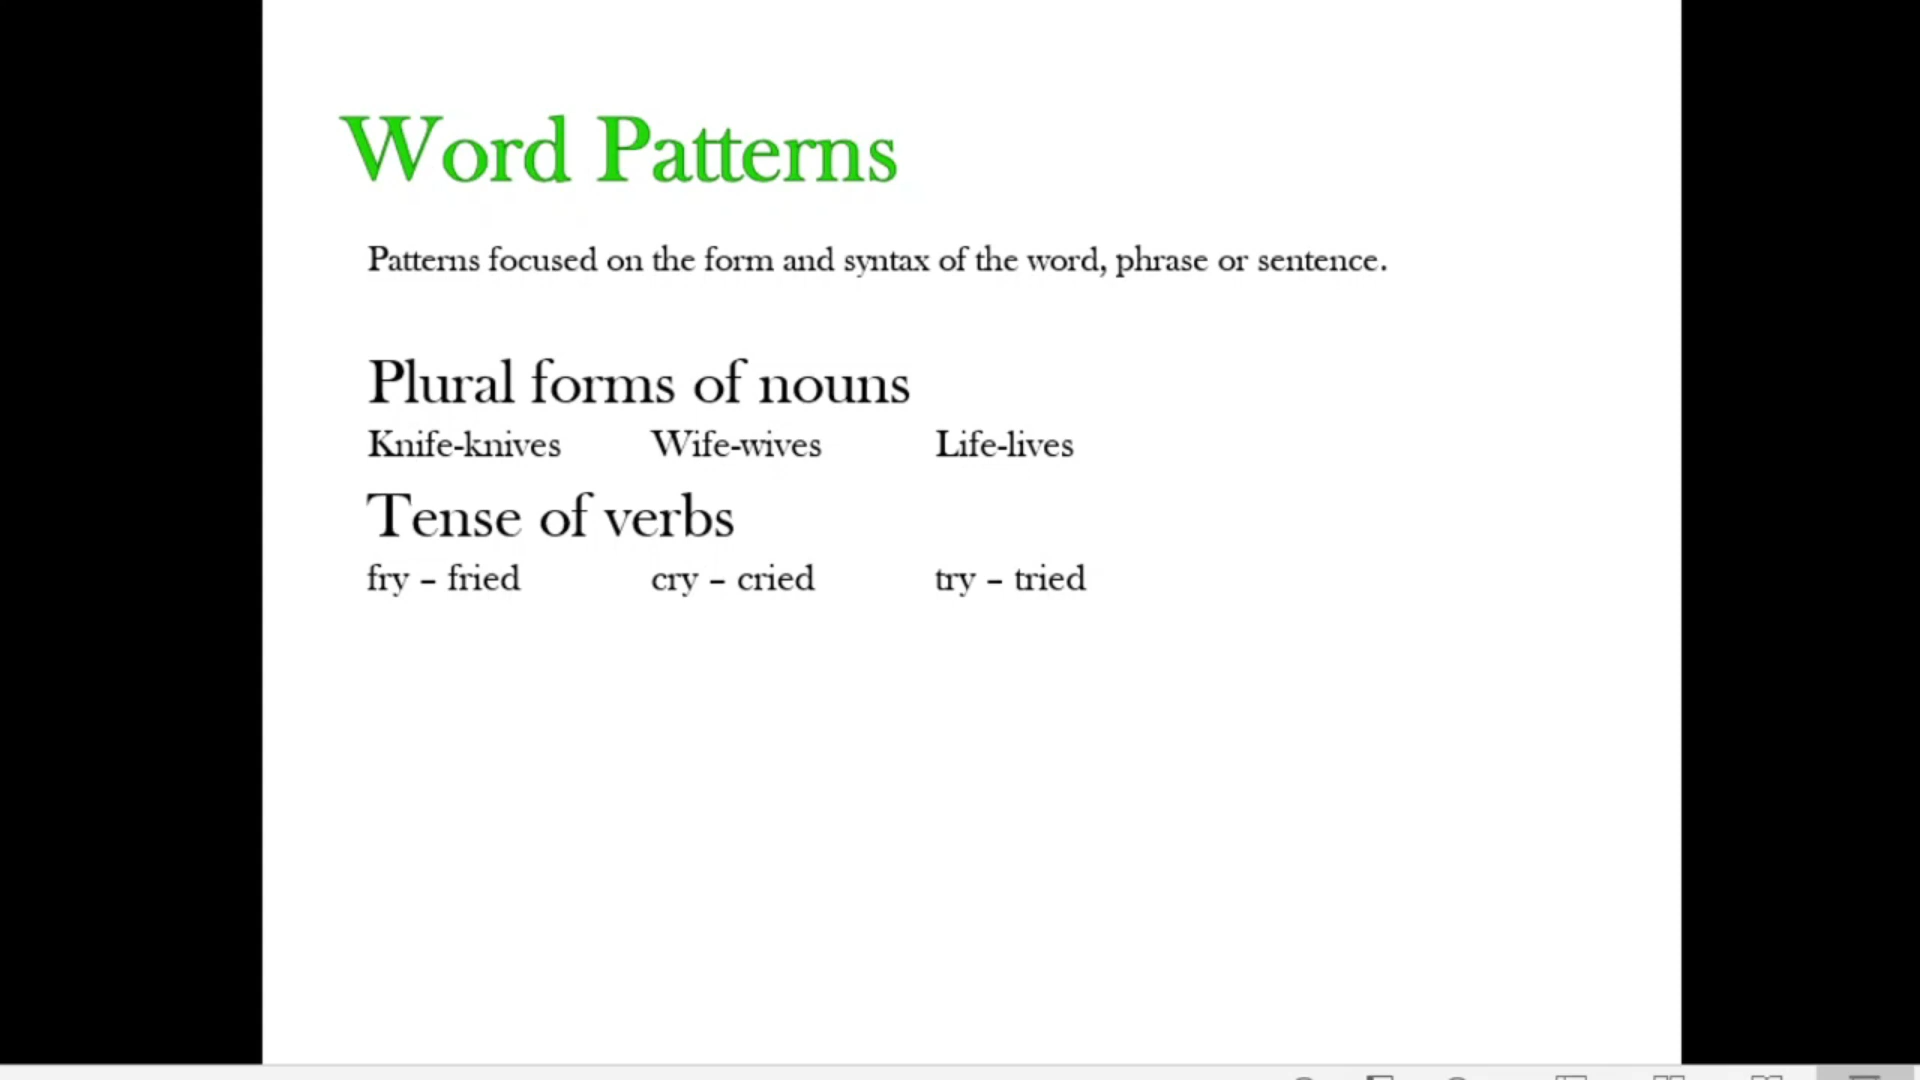 Word Patterns
Patterns focused on the form and syntax of the word, phrase or sentence.
Plural forms of nouns
Knife-knives Wife-wives Life-lives
Tense of verbs
fry – fried cry – cried try – tried